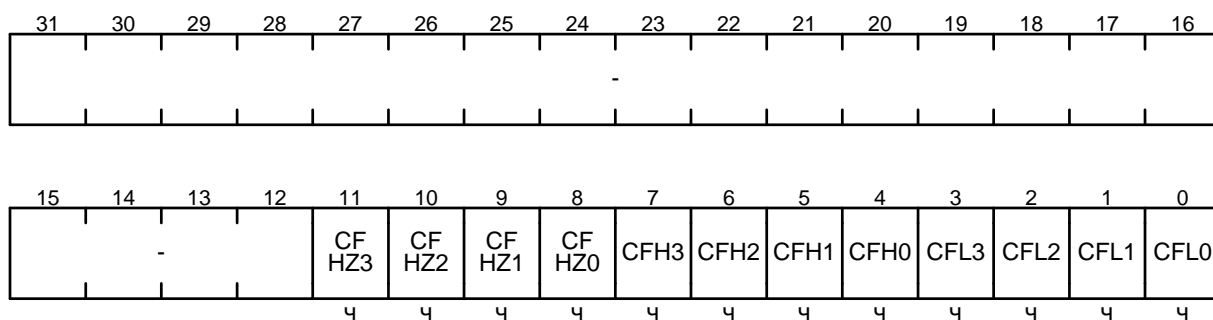 31 30 29 28 27 26 25 24 23 22 21 20 19 18 17 16
-
15 14 13 12 11 10 9 8 7 6 5 4 3 2 1 0
- CF HZ3 CF HZ2 CF HZ1 CF HZ0 CFH3 CFH2 CFH1 CFH0 CFL3 CFL2 CFL1 CFL0
ч ч ч ч ч ч ч ч ч ч ч ч